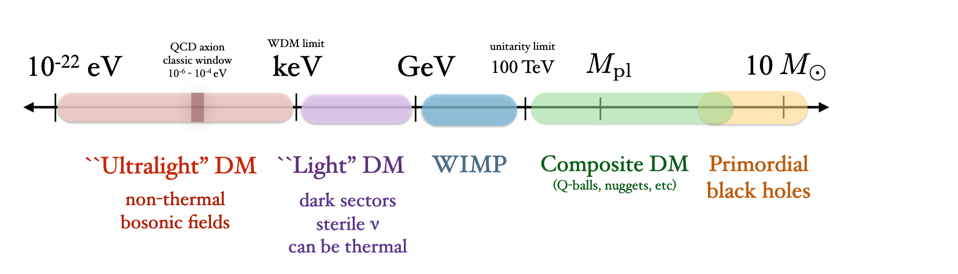 10⁻²² eV
QCD axion
classic window
10⁻⁶ - 10⁻⁴ eV
WDM limit
keV
GeV
unitarity limit
100 TeV
Mpl
10 M☉
``Ultralight” DM
non-thermal
bosonic fields
``Light” DM
dark sectors
sterile ν
can be thermal
WIMP
Composite DM
(Q-balls, nuggets, etc)
Primordial
black holes